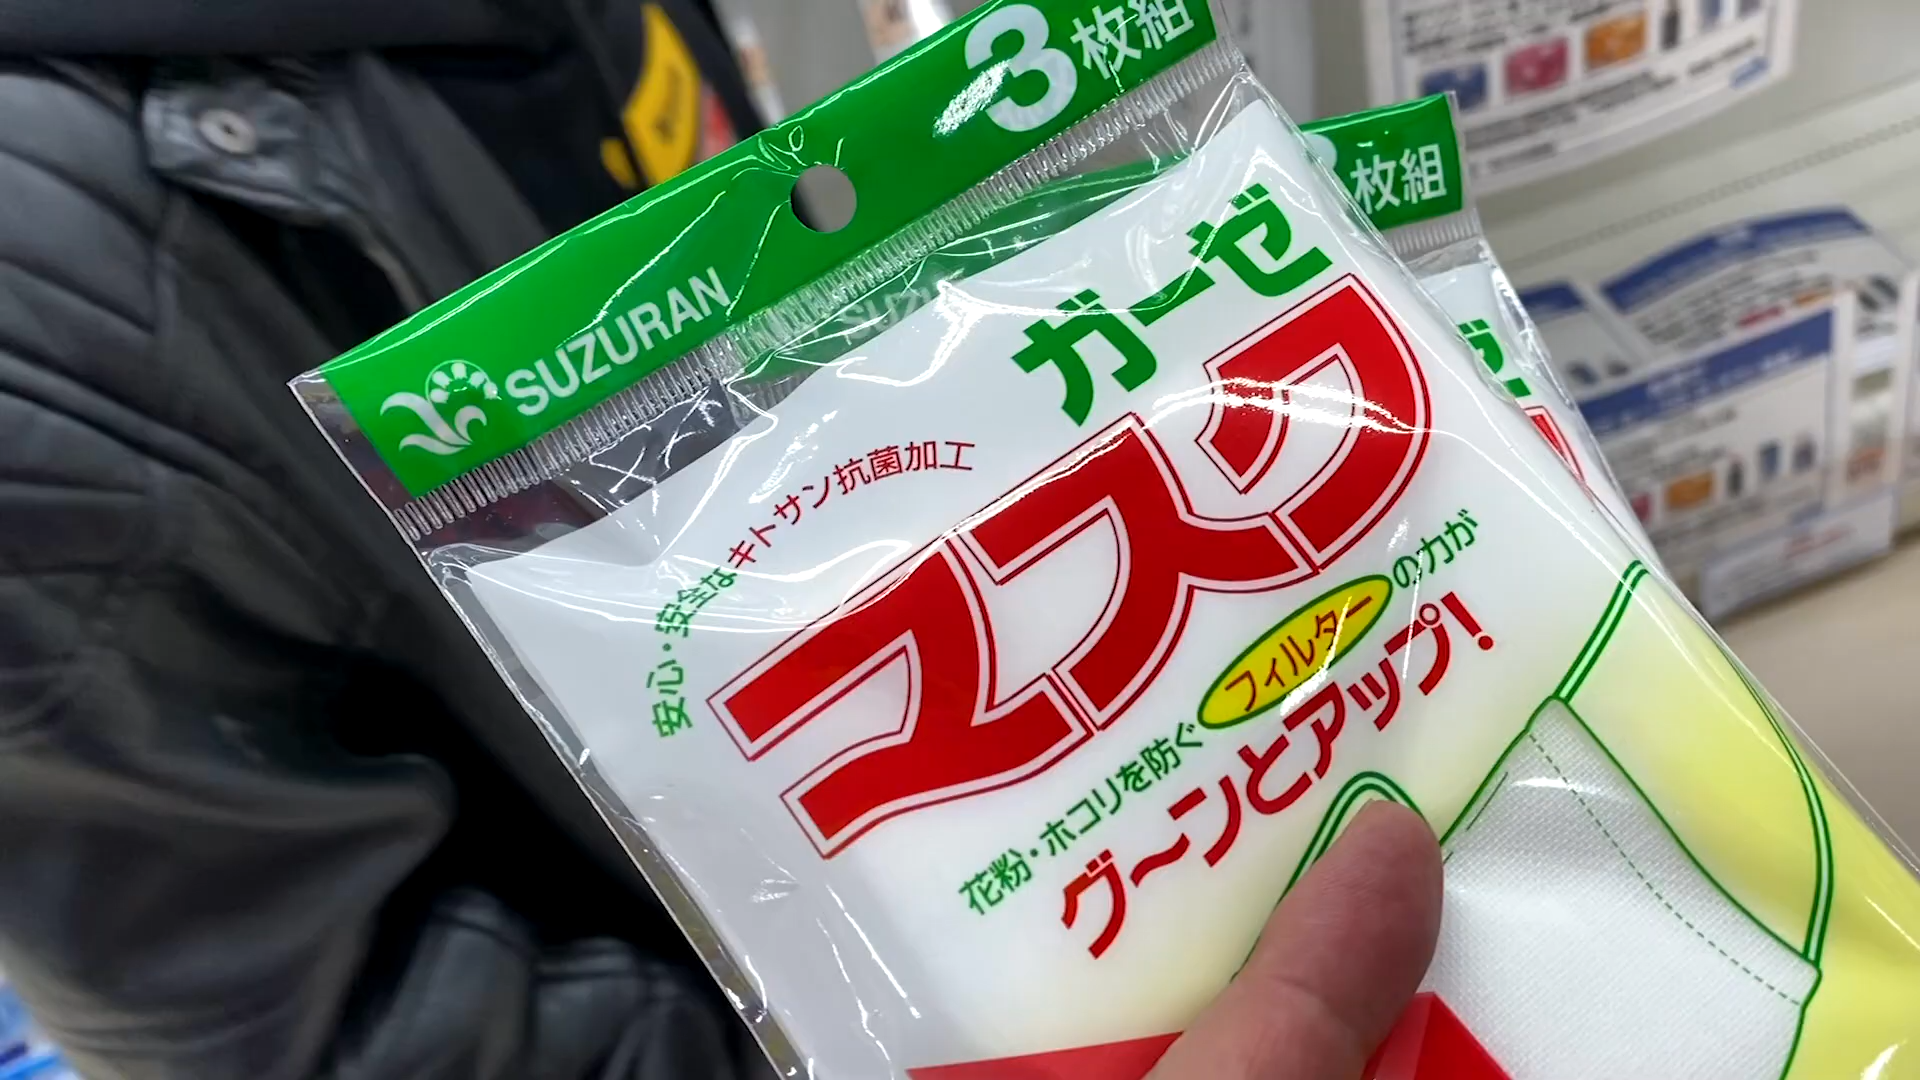 3枚組
SUZURAN
ガーゼ
マスク
安心・安全なキトサン抗菌加工
花粉・ホコリを防ぐフィルターの力が
グ〜ンとアップ!
枚組
ゼ